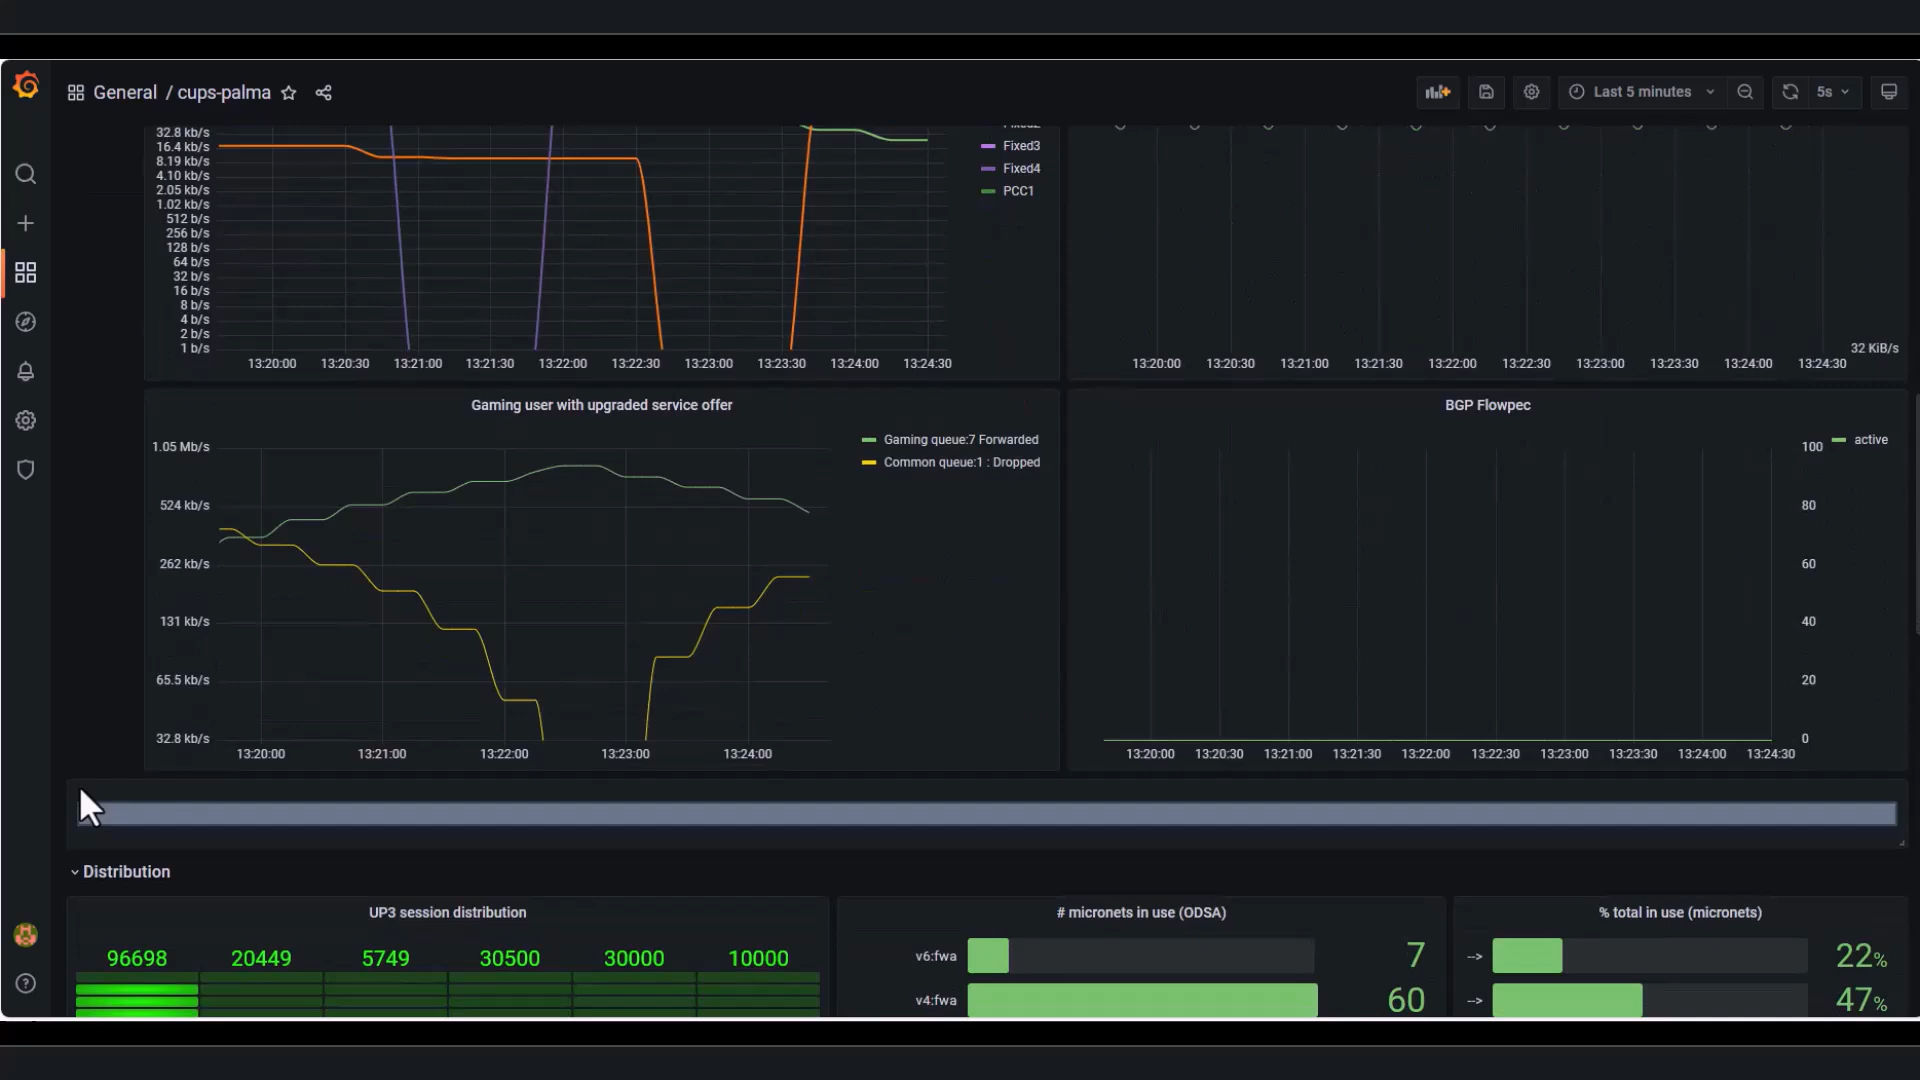 General / cups-palma
Last 5 minutes
5s
32.8 kb/s
16.4 kb/s
8.19 kb/s
4.10 kb/s
2.05 kb/s
1.02 kb/s
512 b/s
256 b/s
128 b/s
64 b/s
32 b/s
16 b/s
8 b/s
4 b/s
2 b/s
1 b/s
13:20:00 13:20:30 13:21:00 13:21:30 13:22:00 13:22:30 13:23:00 13:23:30 13:24:00 13:24:30
Fixed3
Fixed4
PCC1
32 KiB/s
13:20:00 13:20:30 13:21:00 13:21:30 13:22:00 13:22:30 13:23:00 13:23:30 13:24:00 13:24:30
Gaming user with upgraded service offer
1.05 Mb/s
524 kb/s
262 kb/s
131 kb/s
65.5 kb/s
32.8 kb/s
13:20:00 13:21:00 13:22:00 13:23:00 13:24:00
Gaming queue:7 Forwarded
Common queue:1 : Dropped
BGP Flowpec
100
80
60
40
20
0
active
13:20:00 13:20:30 13:21:00 13:21:30 13:22:00 13:22:30 13:23:00 13:23:30 13:24:00 13:24:30
Distribution
UP3 session distribution
96698 20449 5749 30500 30000 10000
# micronets in use (ODSA)
v6:fwa 7
v4:fwa 60
% total in use (micronets)
--> 22%
--> 47%